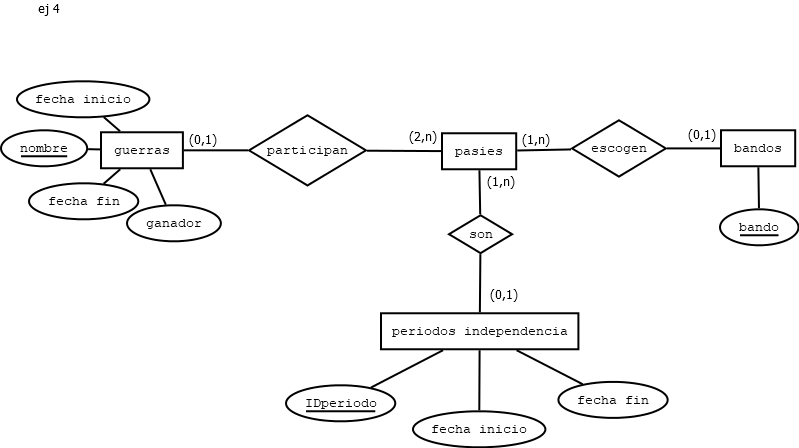 ej 4
fecha inicio
nombre
guerras
fecha fin
ganador
(0,1)
participan
(2,n)
pasies
(1,n)
escogen
(0,1)
bandos
bando
(1,n)
son
(0,1)
periodos independencia
IDperiodo
fecha inicio
fecha fin